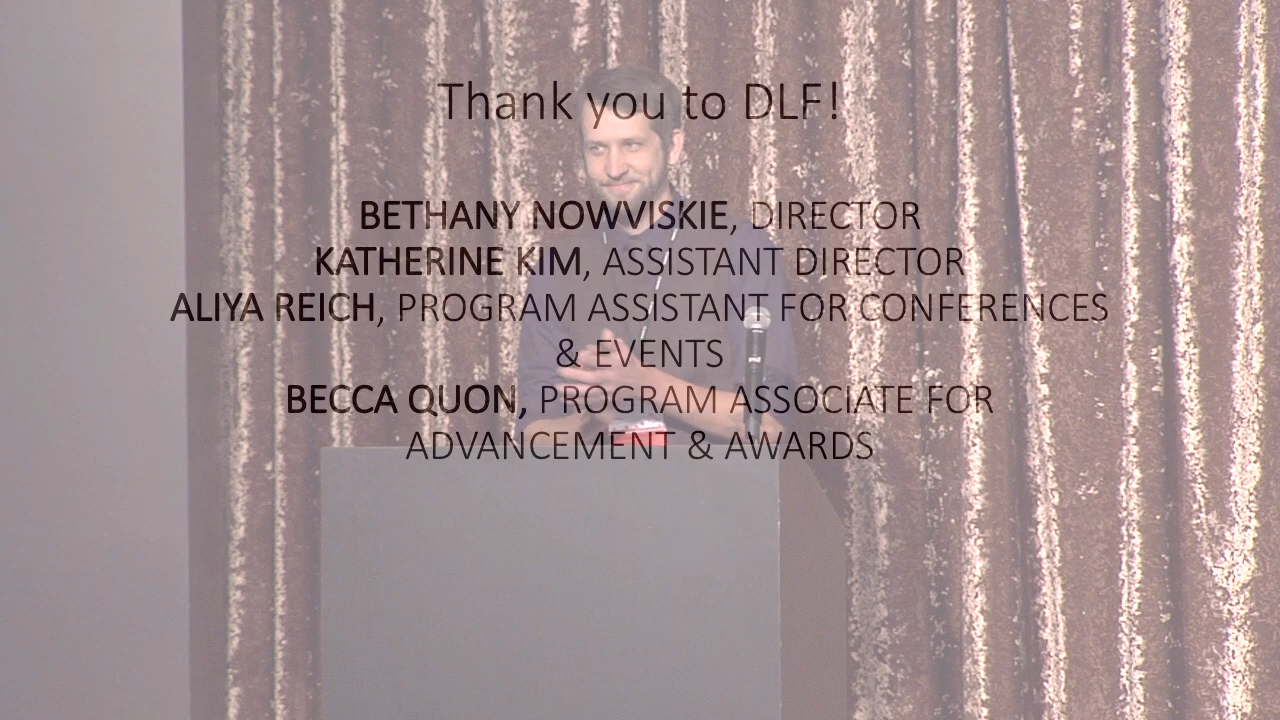 Thank you to DLF!
BETHANY NOWVISKIE, DIRECTOR
KATHERINE KIM, ASSISTANT DIRECTOR
ALIYA REICH, PROGRAM ASSISTANT FOR CONFERENCES
& EVENTS
BECCA QUON, PROGRAM ASSOCIATE FOR
ADVANCEMENT & AWARDS